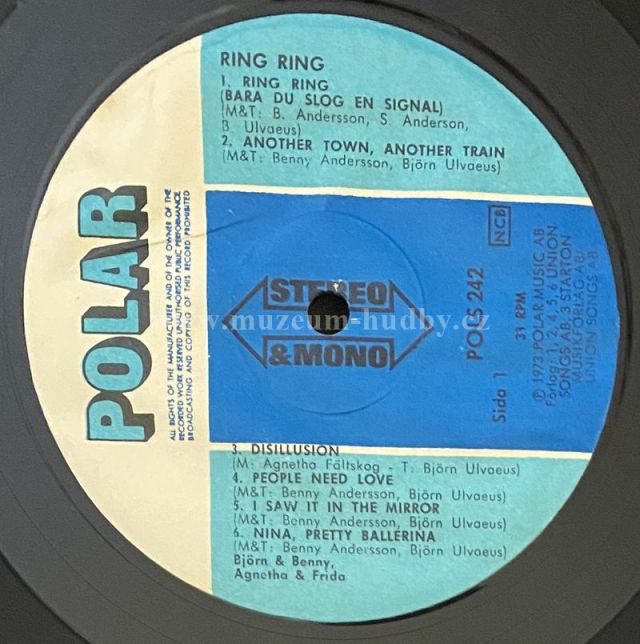 RING RING
1. RING RING
(BARA DU SLOG EN SIGNAL)
(M&T: B. Andersson, S. Anderson,
B. Ulvaeus)
2. ANOTHER TOWN, ANOTHER TRAIN
(M&T: Benny Andersson, Björn Ulvaeus)
POLAR
ALL RIGHTS OF THE MANUFACTURER AND OF THE OWNER OF THE
RECORDED WORK RESERVED UNAUTHORISED PUBLIC PERFORMANCE
BROADCASTING AND COPYING OF THIS RECORD PROHIBITED
STEREO
& MONO
www.muzeum-hudby.cz
NCB
POLS 242
Sida 1
33 RPM
℗ 1973 POLAR MUSIC AB
Förlag: 1, 2, 4, 5, 6 UNION
SONGS AB, 3 STARTON
MUSIKFÖRLAG AB/
UNION SONGS AB
3. DISILLUSION
(M: Agnetha Fältskog - T: Björn Ulvaeus)
4. PEOPLE NEED LOVE
(M&T: Benny Andersson, Björn Ulvaeus)
5. I SAW IT IN THE MIRROR
(M&T: Benny Andersson, Björn Ulvaeus)
6. NINA, PRETTY BALLERINA
(M&T: Benny Andersson, Björn Ulvaeus)
Björn & Benny,
Agnetha & Frida